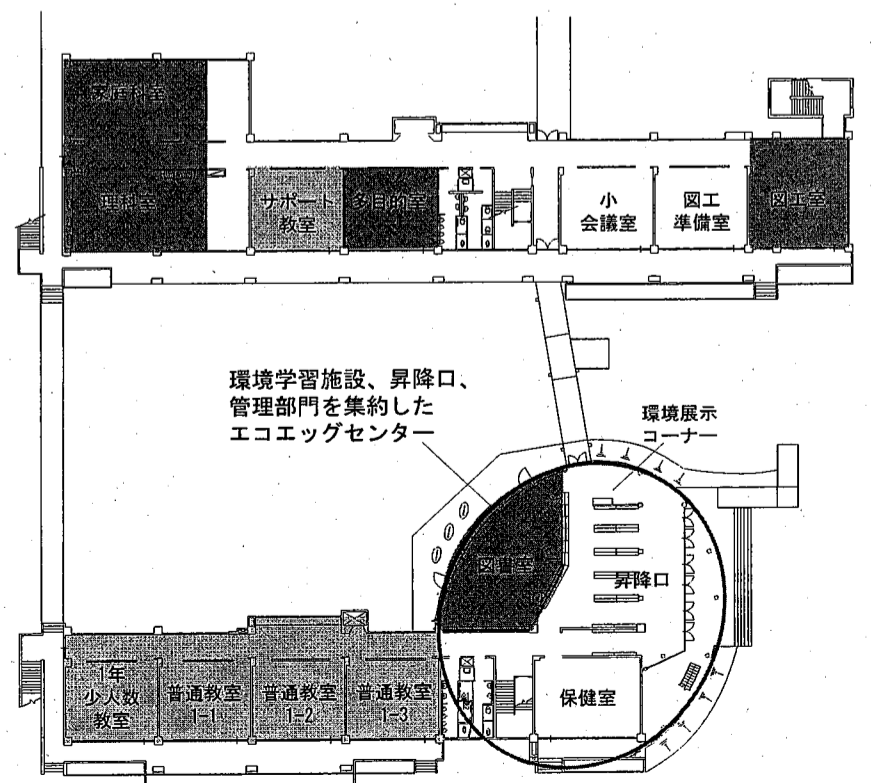 家庭科室
理科室
サポート
教室
多目的室
小
会議室
図工
準備室
図工室
環境学習施設、昇降口、
管理部門を集約した
エコエッグセンター
環境展示
コーナー
図書室
昇降口
1年
少人数
教室
普通教室
1-1
普通教室
1-2
普通教室
1-3
保健室